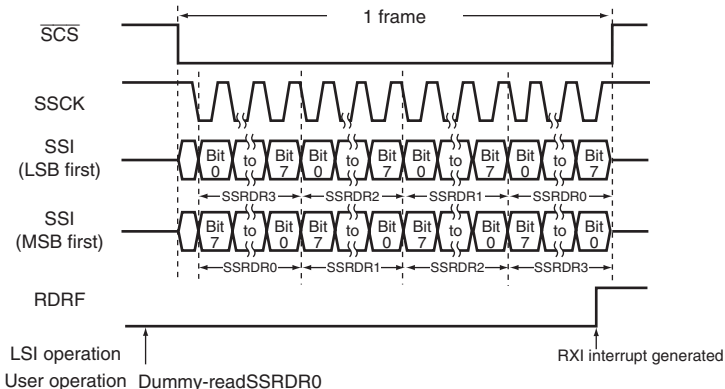 1 frame
SCS
SSCK
SSI
(LSB first)
Bit 0 to Bit 7 Bit 0 to Bit 7 Bit 0 to Bit 7 Bit 0 to Bit 7
SSRDR3 SSRDR2 SSRDR1 SSRDR0
SSI
(MSB first)
Bit 7 to Bit 0 Bit 7 to Bit 0 Bit 7 to Bit 0 Bit 7 to Bit 0
SSRDR0 SSRDR1 SSRDR2 SSRDR3
RDRF
LSI operation
RXI interrupt generated
User operation Dummy-readSSRDR0